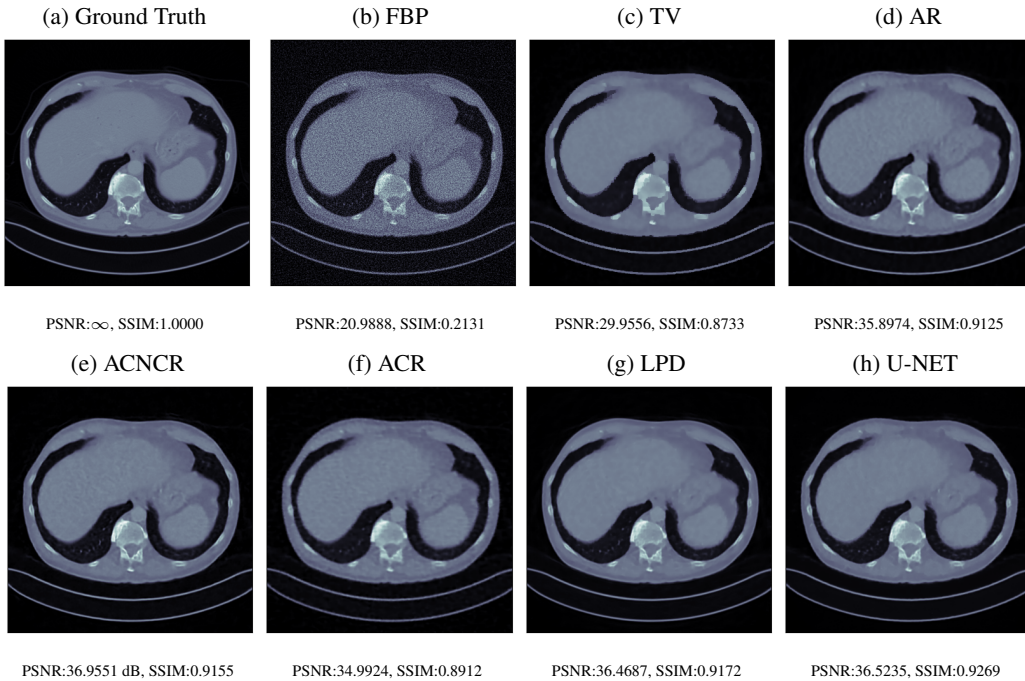 (a) Ground Truth (b) FBP (c) TV (d) AR
PSNR:∞, SSIM:1.0000 PSNR:20.9888, SSIM:0.2131 PSNR:29.9556, SSIM:0.8733 PSNR:35.8974, SSIM:0.9125
(e) ACNCR (f) ACR (g) LPD (h) U-NET
PSNR:36.9551 dB, SSIM:0.9155 PSNR:34.9924, SSIM:0.8912 PSNR:36.4687, SSIM:0.9172 PSNR:36.5235, SSIM:0.9269